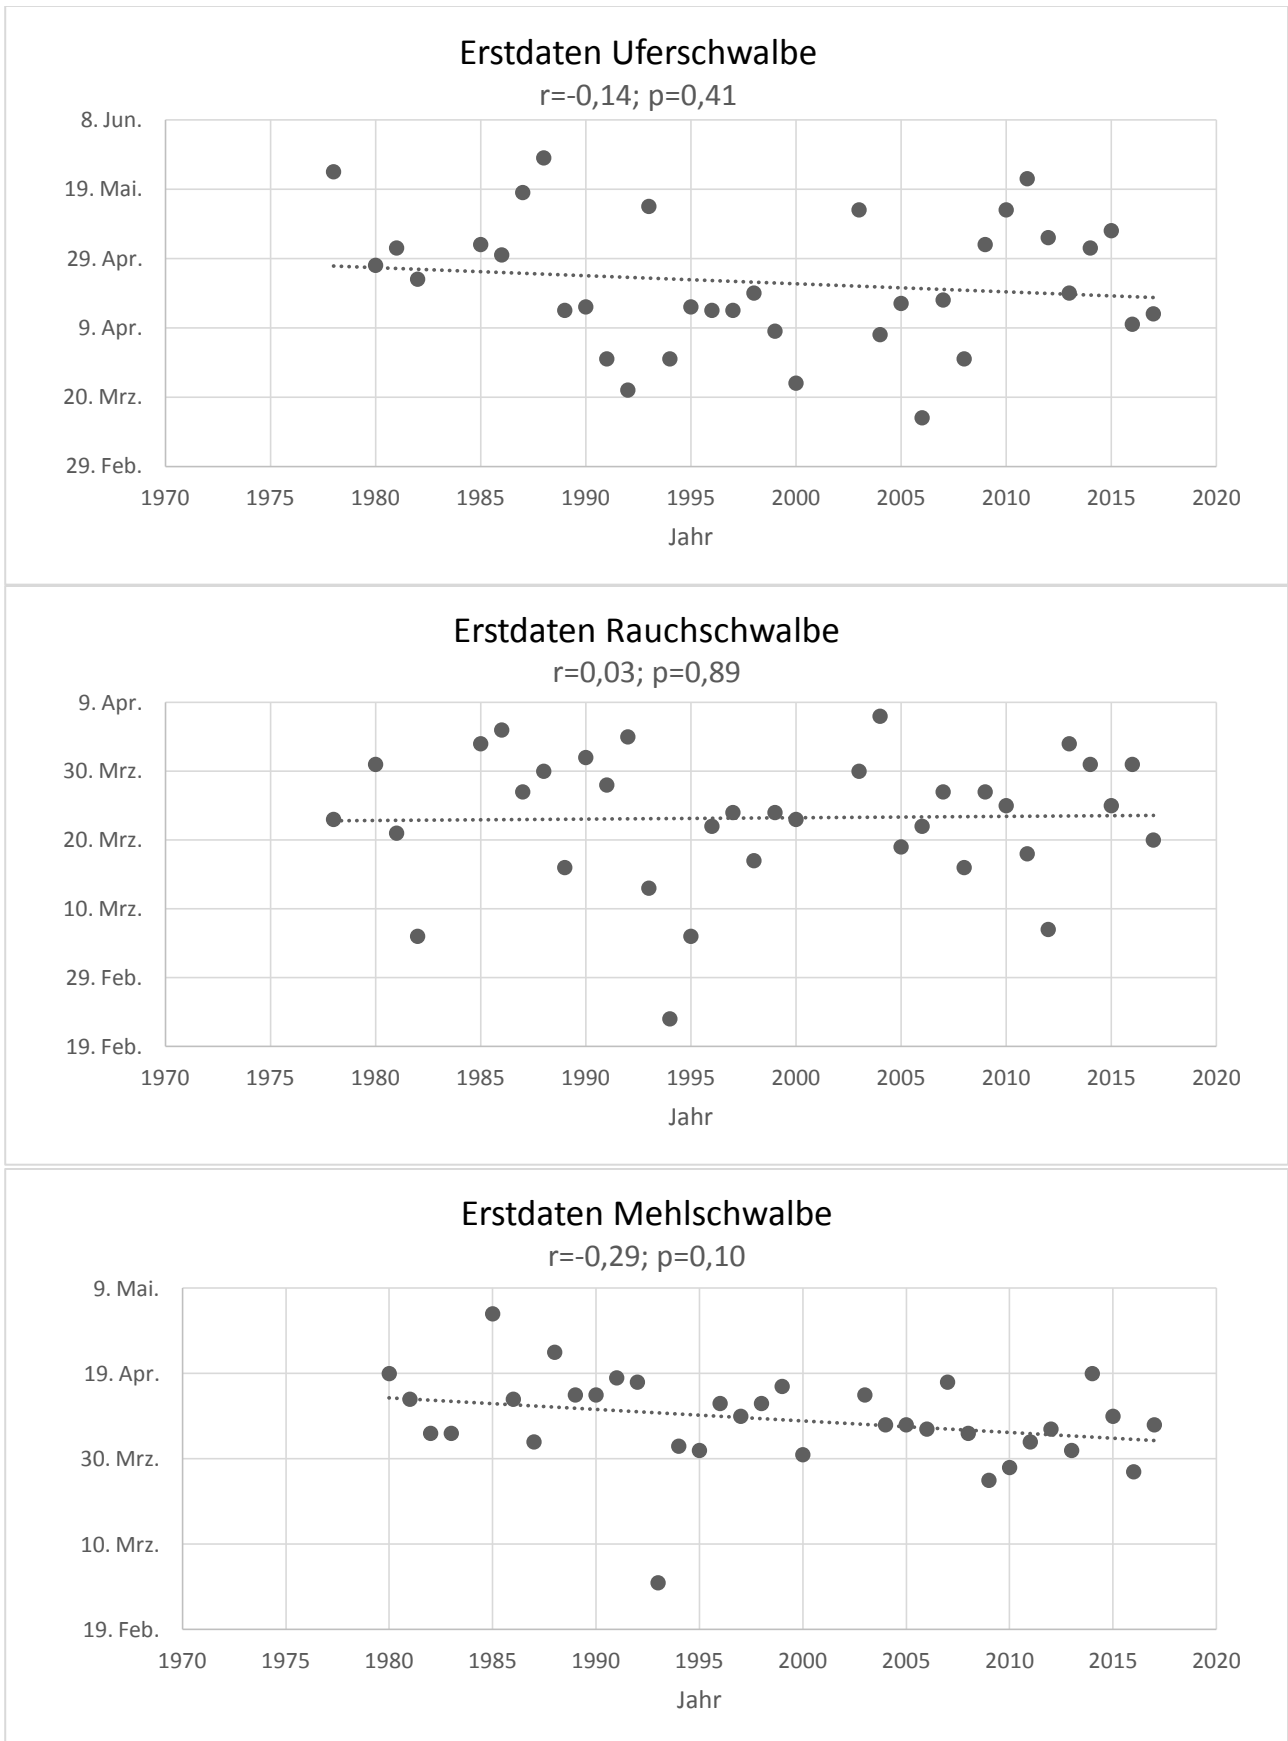 Erstdaten Uferschwalbe
r=-0,14; p=0,41
8. Jun.
19. Mai.
29. Apr.
9. Apr.
20. Mrz.
29. Feb.
1970 1975 1980 1985 1990 1995 2000 2005 2010 2015 2020
Jahr
Erstdaten Rauchschwalbe
r=0,03; p=0,89
9. Apr.
30. Mrz.
20. Mrz.
10. Mrz.
29. Feb.
19. Feb.
1970 1975 1980 1985 1990 1995 2000 2005 2010 2015 2020
Jahr
Erstdaten Mehlschwalbe
r=-0,29; p=0,10
9. Mai.
19. Apr.
30. Mrz.
10. Mrz.
19. Feb.
1970 1975 1980 1985 1990 1995 2000 2005 2010 2015 2020
Jahr